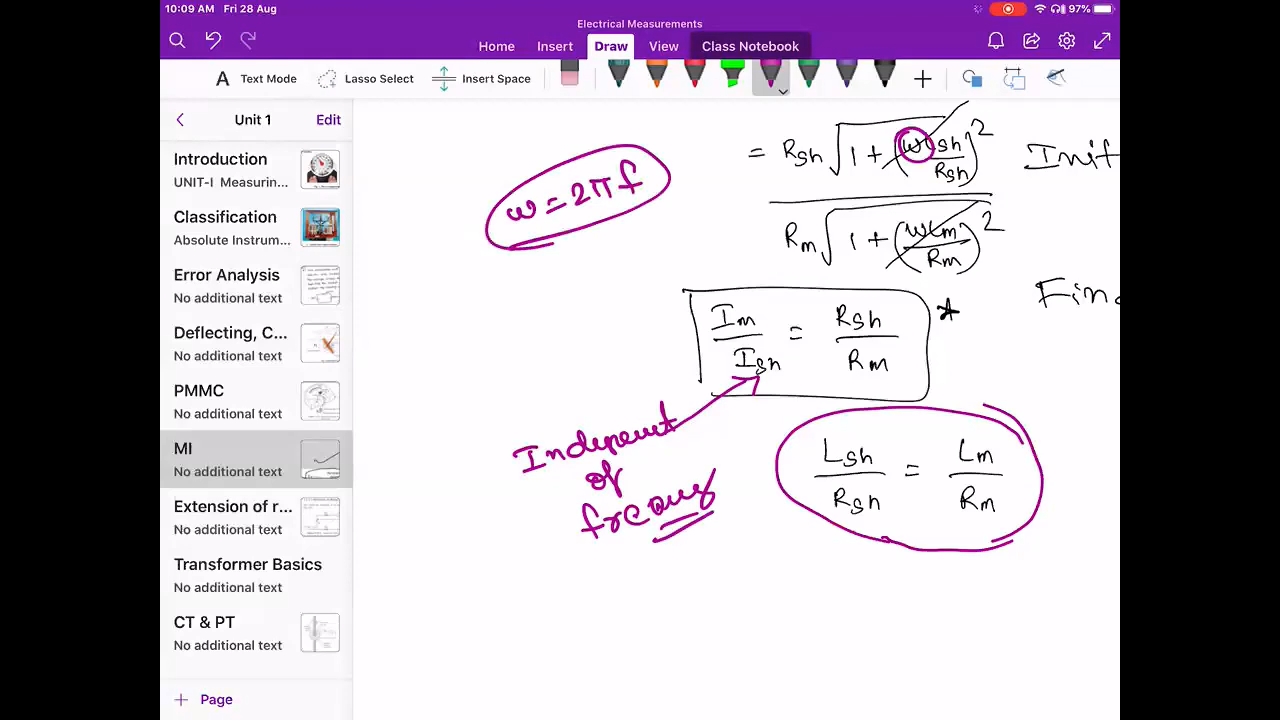 10:09 AM Fri 28 Aug
97%
Electrical Measurements
Home Insert Draw View Class Notebook
Text Mode Lasso Select Insert Space
Unit 1 Edit
Introduction
UNIT-I Measurin...
Classification
Absolute Instrum...
Error Analysis
No additional text
Deflecting, C...
No additional text
PMMC
No additional text
MI
No additional text
Extension of r...
No additional text
Transformer Basics
No additional text
CT & PT
No additional text
+ Page
= Rsh √1 + (ωLsh/Rsh)²
Rm √1 + (ωLm/Rm)²
ω = 2πf
Im/Ish = Rsh/Rm *
Lsh/Rsh = Lm/Rm
of
Init
Find